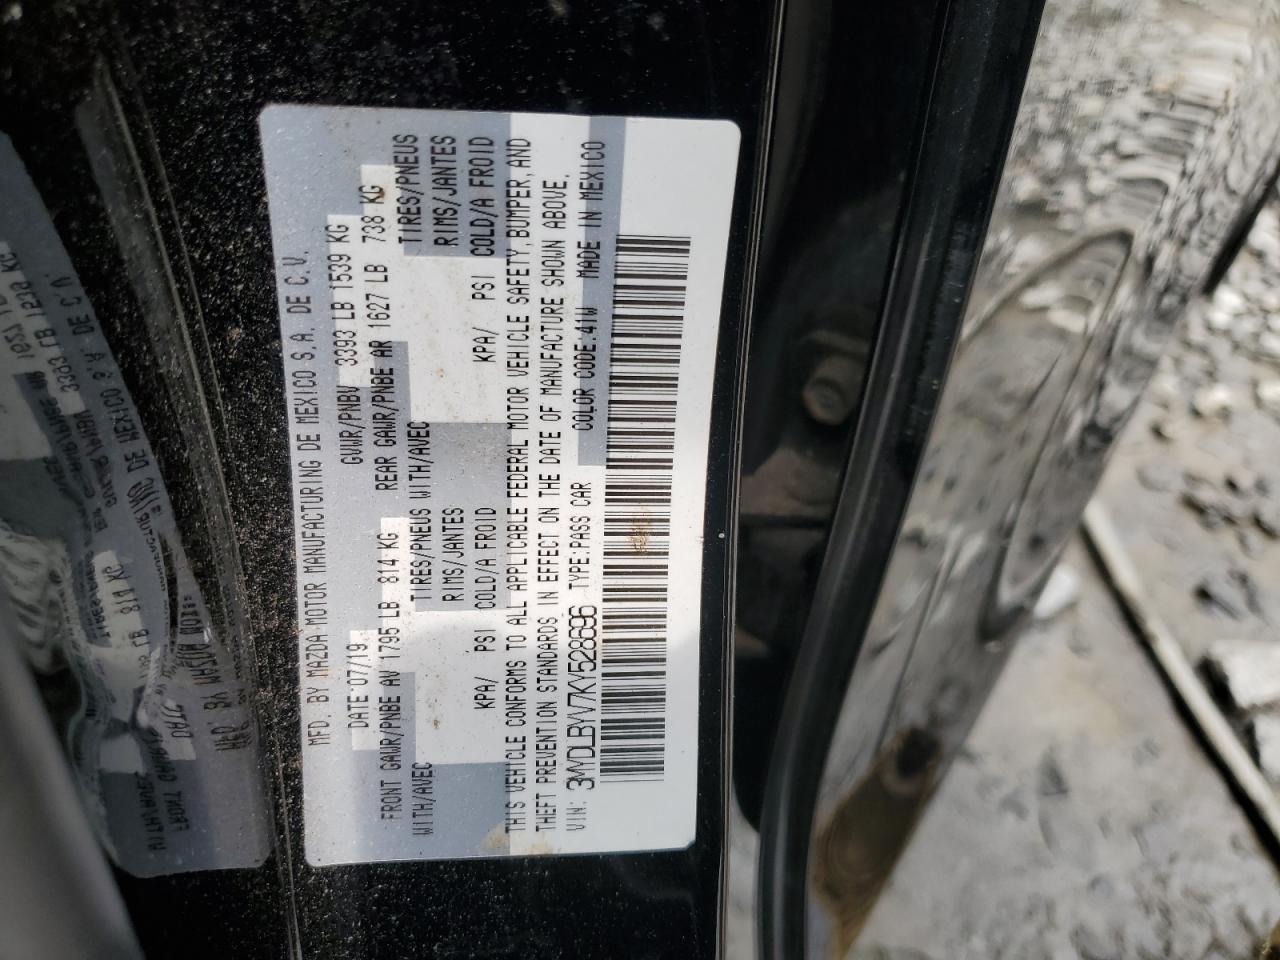 MFD. BY MAZDA MOTOR MANUFACTURING DE MEXICO S.A. DE C.V.
DATE:07/19 GVWR/PNBV 3393 LB 1539 KG
FRONT GAWR/PNBE AV 1795 LB 814 KG REAR GAWR/PNBE AR 1627 LB 738 KG
WITH/AVEC TIRES/PNEUS WITH/AVEC TIRES/PNEUS
RIMS/JANTES RIMS/JANTES
KPA/ PSI COLD/A FROID KPA/ PSI COLD/A FROID
THIS VEHICLE CONFORMS TO ALL APPLICABLE FEDERAL MOTOR VEHICLE SAFETY, BUMPER, AND
THEFT PREVENTION STANDARDS IN EFFECT ON THE DATE OF MANUFACTURE SHOWN ABOVE.
VIN: 3MYDLBYV7KY528696 TYPE:PASS CAR COLOR CODE:41W MADE IN MEXICO